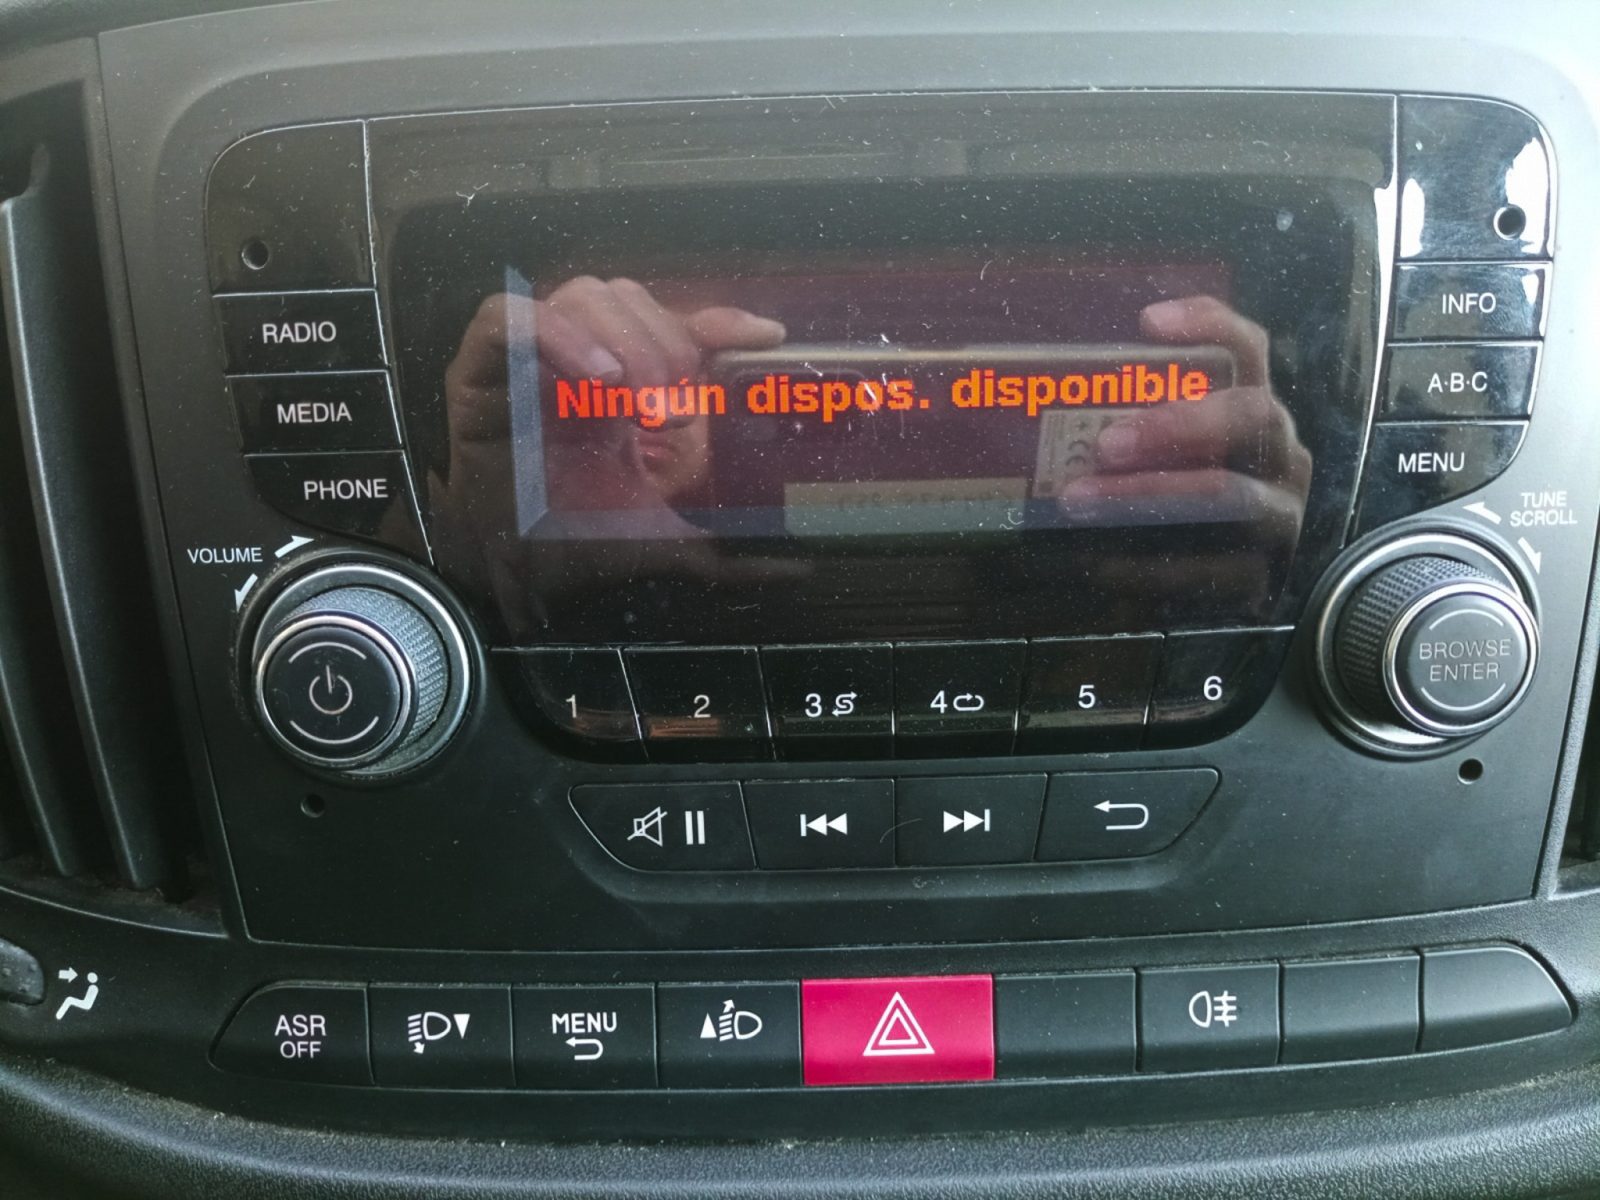 Ningún dispos. disponible
RADIO
MEDIA
PHONE
VOLUME
INFO
A·B·C
MENU
TUNE
SCROLL
BROWSE
ENTER
1
2
3
4
5
6
ASR
OFF
MENU